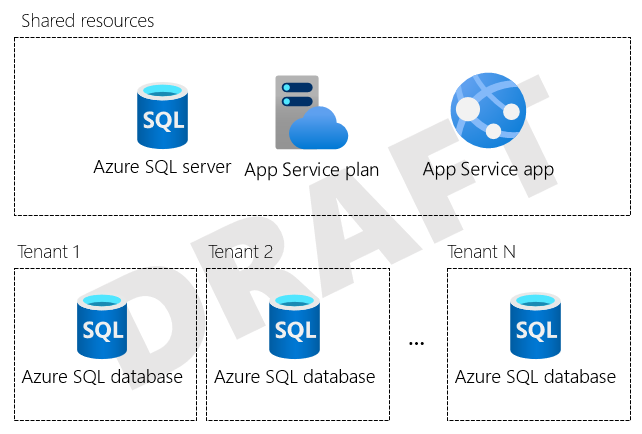 Shared resources
SQL
Azure SQL server
App Service plan
App Service app
Tenant 1
Tenant 2
Tenant N
SQL
SQL
...
SQL
Azure SQL database
Azure SQL database
Azure SQL database
DRAFT